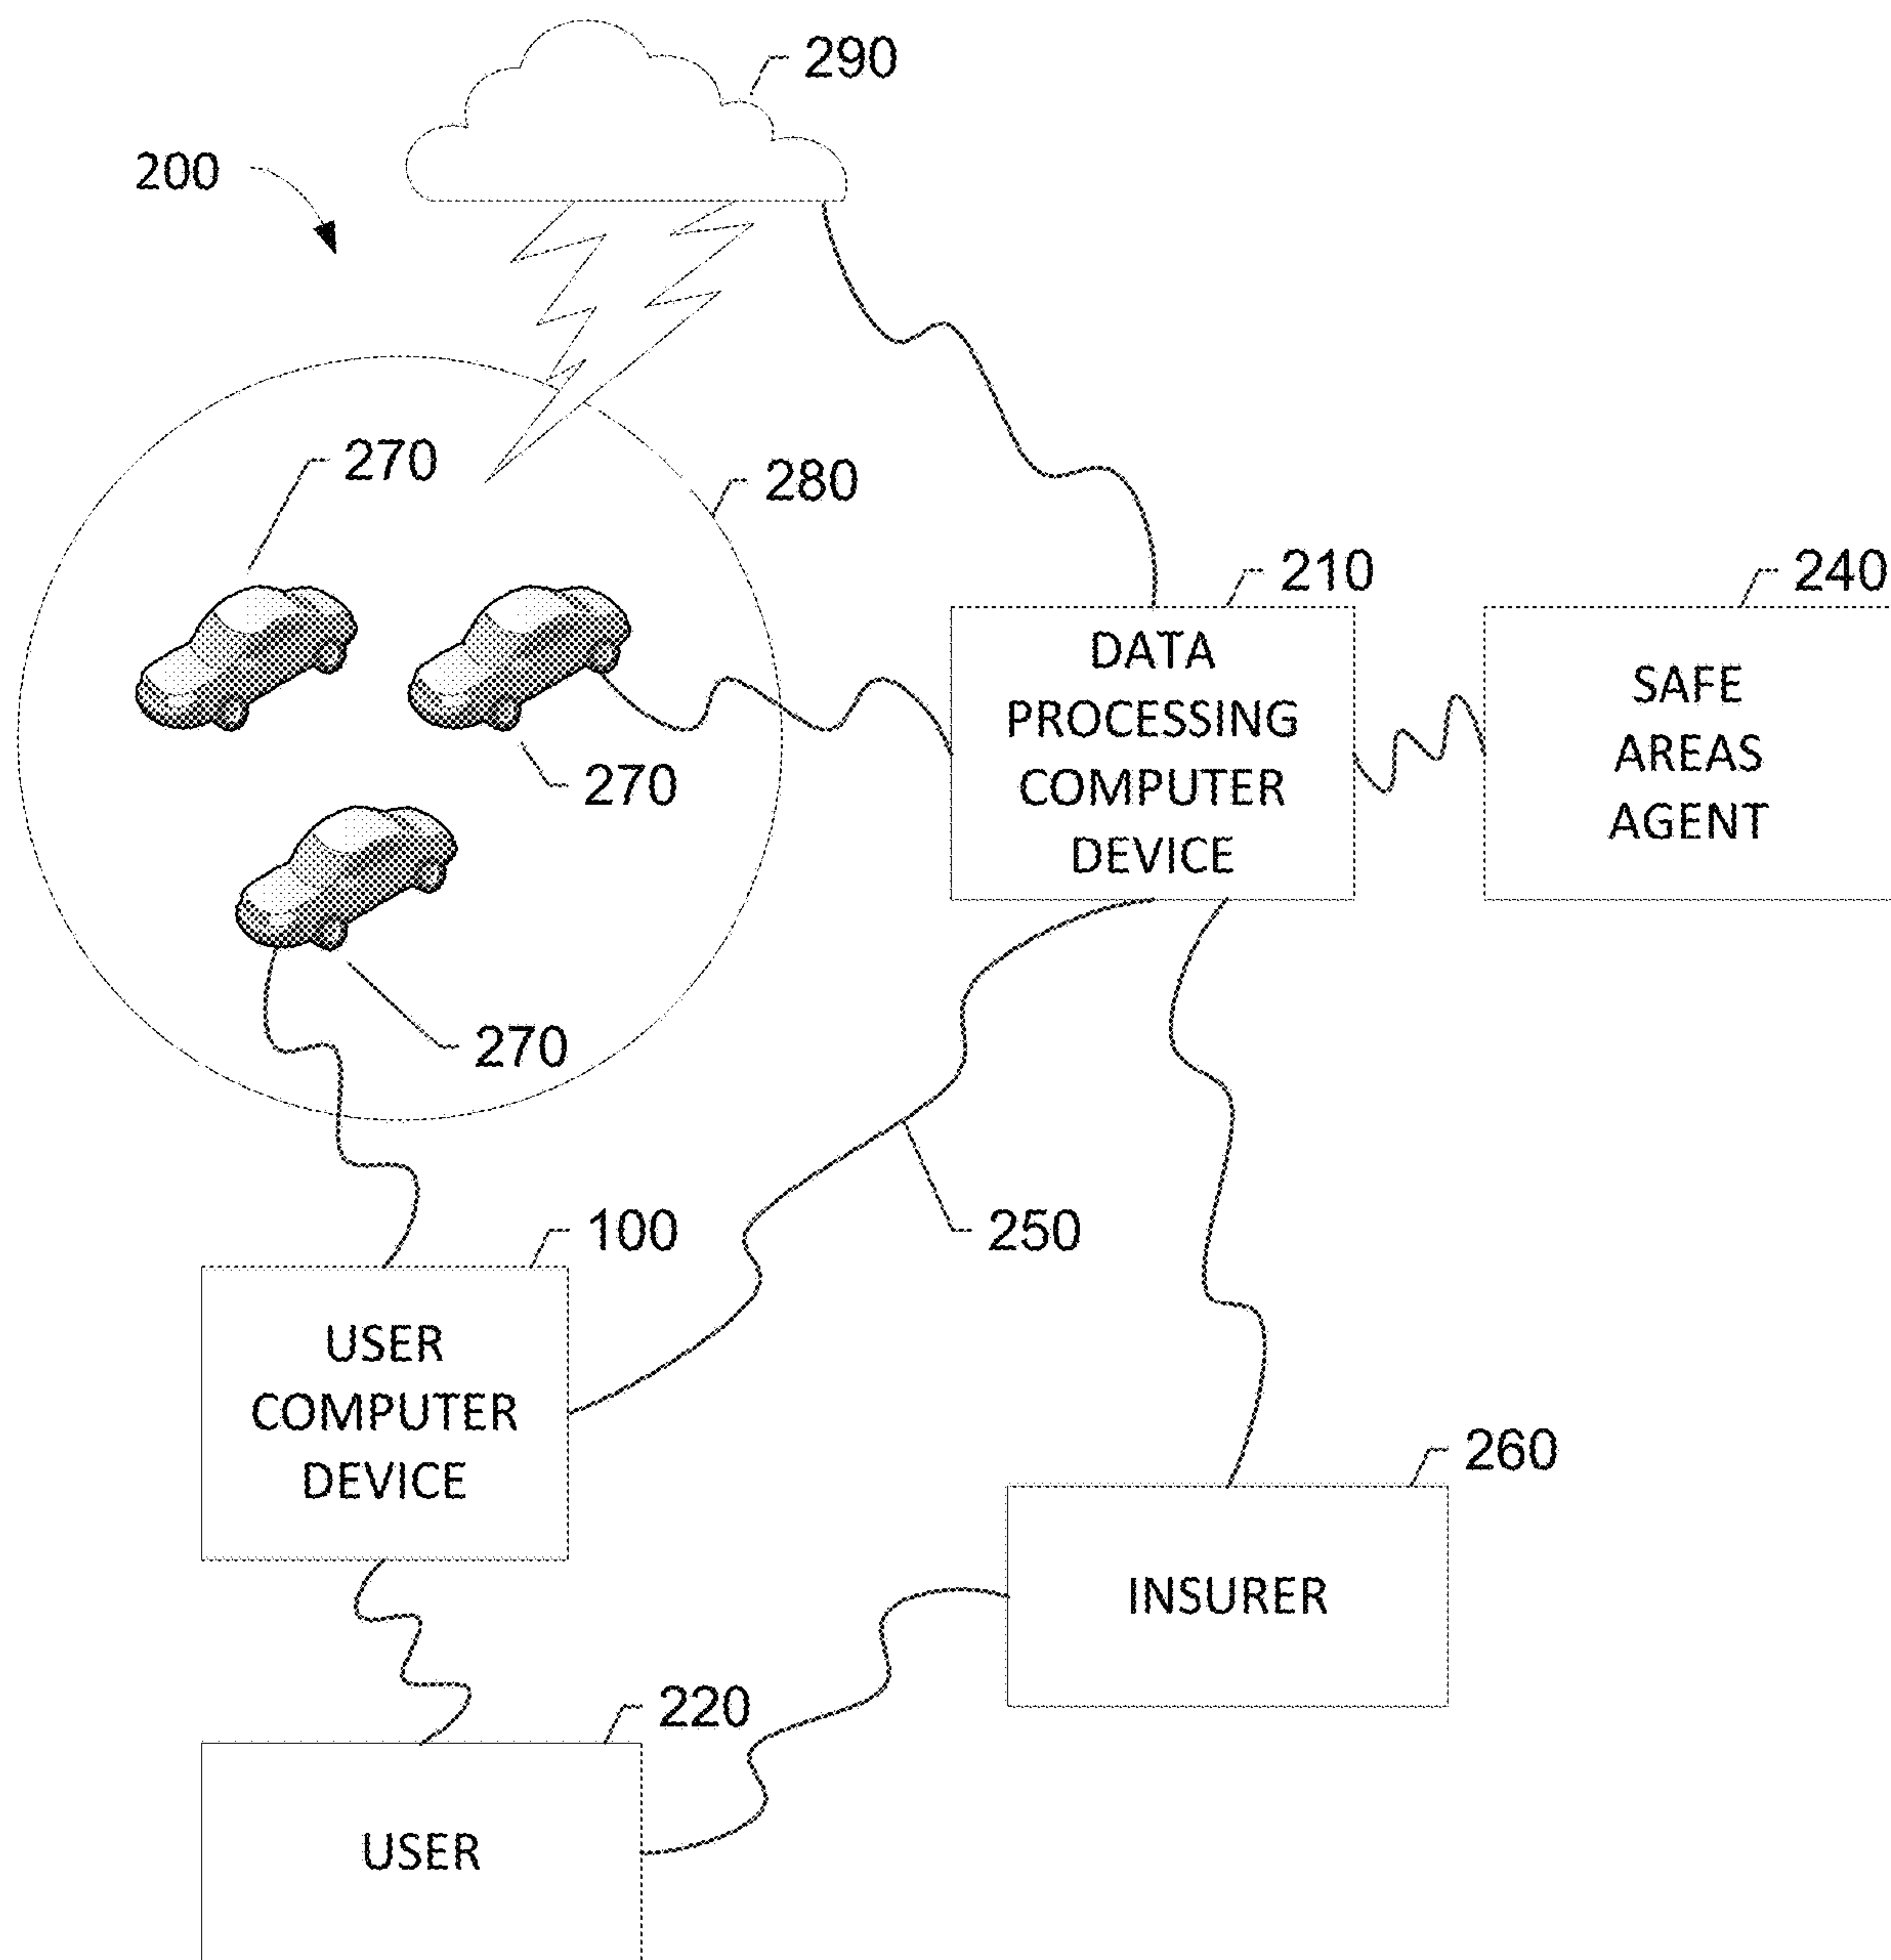 290
200
270
280
210
240
DATA
PROCESSING
COMPUTER
DEVICE
SAFE
AREAS
AGENT
270
270
100
250
USER
COMPUTER
DEVICE
260
INSURER
220
USER